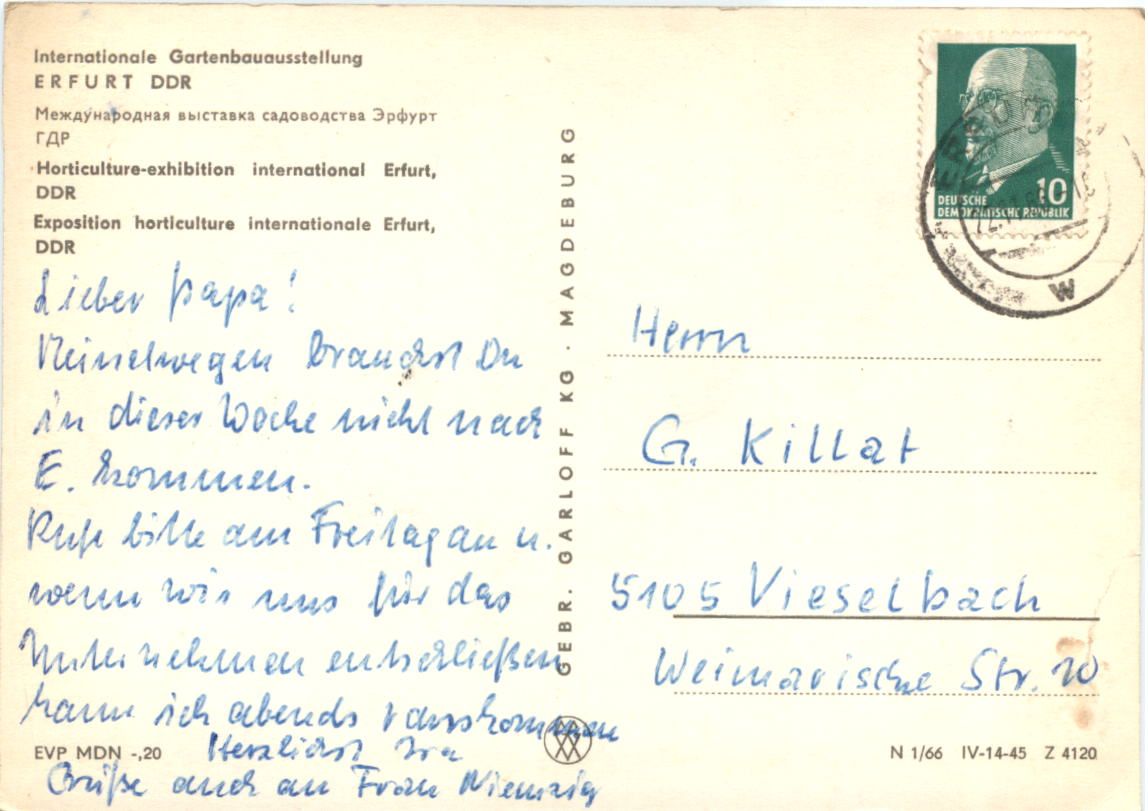 Internationale Gartenbauausstellung
ERFURT DDR
Международная выставка садоводства Эрфурт
ГДР
Horticulture-exhibition international Erfurt,
DDR
Exposition horticulture internationale Erfurt,
DDR
Lieber Papa!
Meinetwegen brauchst Du
in dieser Woche nicht nach
E. kommen.
Rufe bitte am Freitag an u.
wenn wir uns für das
Unternehmen entschließen
kann ich abends rauskommen
Herzlichst
Grüße auch an Frau
EVP MDN -,20
GEBR. GARLOFF KG · MAGDEBURG
10
DEUTSCHE
DEMOKRATISCHE REPUBLIK
W
Herrn
G. Killat
5105 Vieselbach
Weimarische Str. 10
N 1/66 IV-14-45 Z 4120